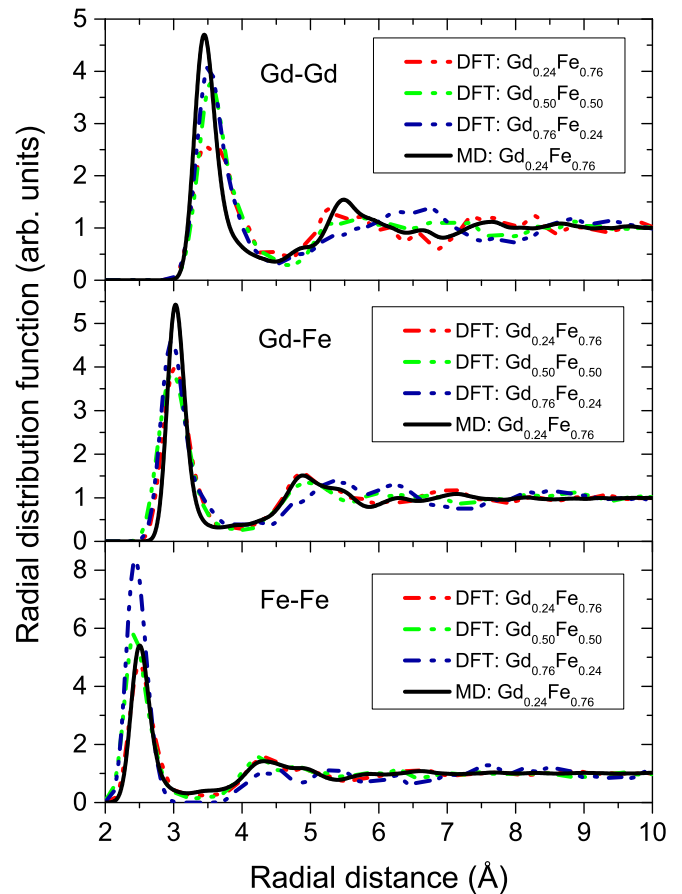 Radial distribution function (arb. units)
5
4
3
2
1
0
Gd-Gd
DFT: Gd0.24Fe0.76
DFT: Gd0.50Fe0.50
DFT: Gd0.76Fe0.24
MD: Gd0.24Fe0.76
5
4
3
2
1
0
Gd-Fe
DFT: Gd0.24Fe0.76
DFT: Gd0.50Fe0.50
DFT: Gd0.76Fe0.24
MD: Gd0.24Fe0.76
8
6
4
2
0
Fe-Fe
DFT: Gd0.24Fe0.76
DFT: Gd0.50Fe0.50
DFT: Gd0.76Fe0.24
MD: Gd0.24Fe0.76
2 3 4 5 6 7 8 9 10
Radial distance (Å)